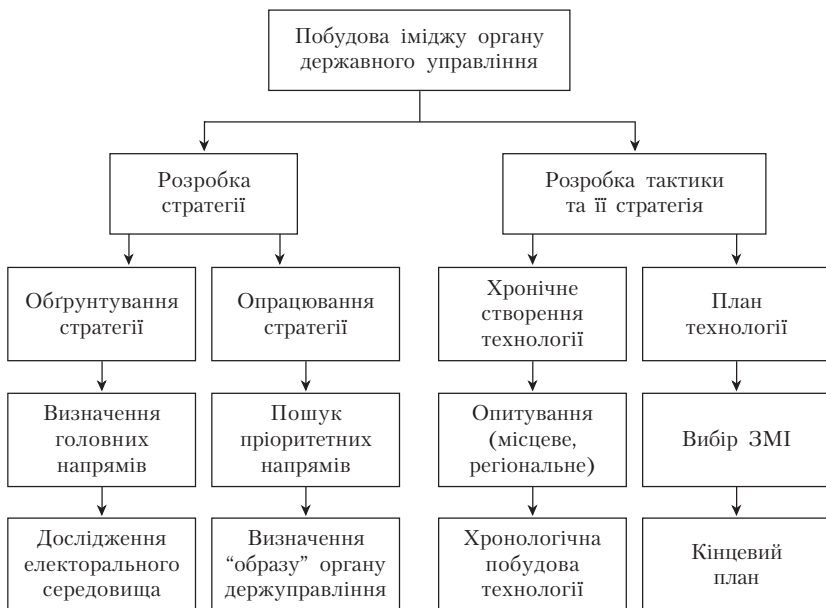 Побудова іміджу органу
державного управління
Розробка
стратегії
Розробка тактики
та її стратегія
Обґрунтування
стратегії
Опрацювання
стратегії
Хронічне
створення
технології
План
технології
Визначення
головних
напрямів
Пошук
пріоритетних
напрямів
Опитування
(місцеве,
регіональне)
Вибір ЗМІ
Дослідження
електорального
середовища
Визначення
“образу” органу
держуправління
Хронологічна
побудова
технології
Кінцевий
план